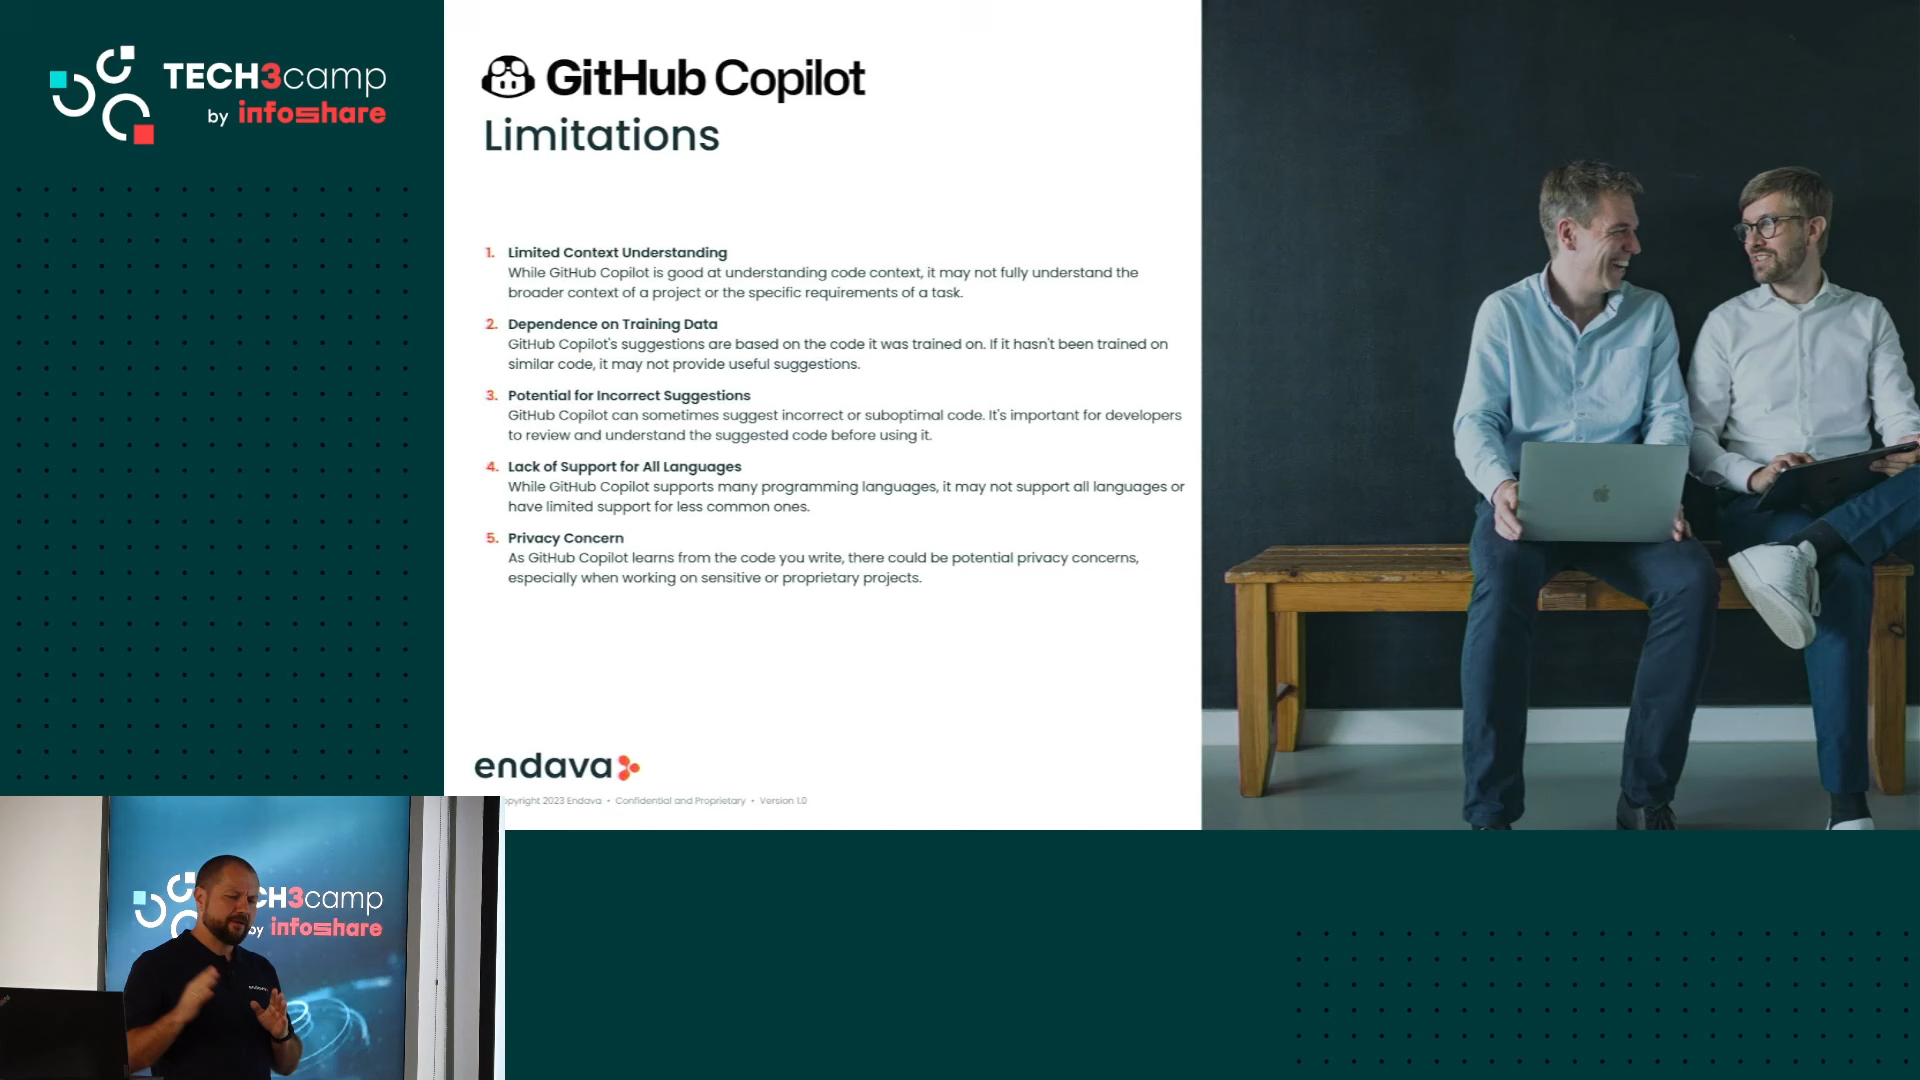 TECH3camp
by infoshare
GitHub Copilot
Limitations
1. Limited Context Understanding
While GitHub Copilot is good at understanding code context, it may not fully understand the
broader context of a project or the specific requirements of a task.
2. Dependence on Training Data
GitHub Copilot's suggestions are based on the code it was trained on. If it hasn't been trained on
similar code, it may not provide useful suggestions.
3. Potential for Incorrect Suggestions
GitHub Copilot can sometimes suggest incorrect or suboptimal code. It's important for developers
to review and understand the suggested code before using it.
4. Lack of Support for All Languages
While GitHub Copilot supports many programming languages, it may not support all languages or
have limited support for less common ones.
5. Privacy Concern
As GitHub Copilot learns from the code you write, there could be potential privacy concerns,
especially when working on sensitive or proprietary projects.
endava
opyright 2023 Endava • Confidential and Proprietary • Version 1.0
CH3camp
by infoshare
endava